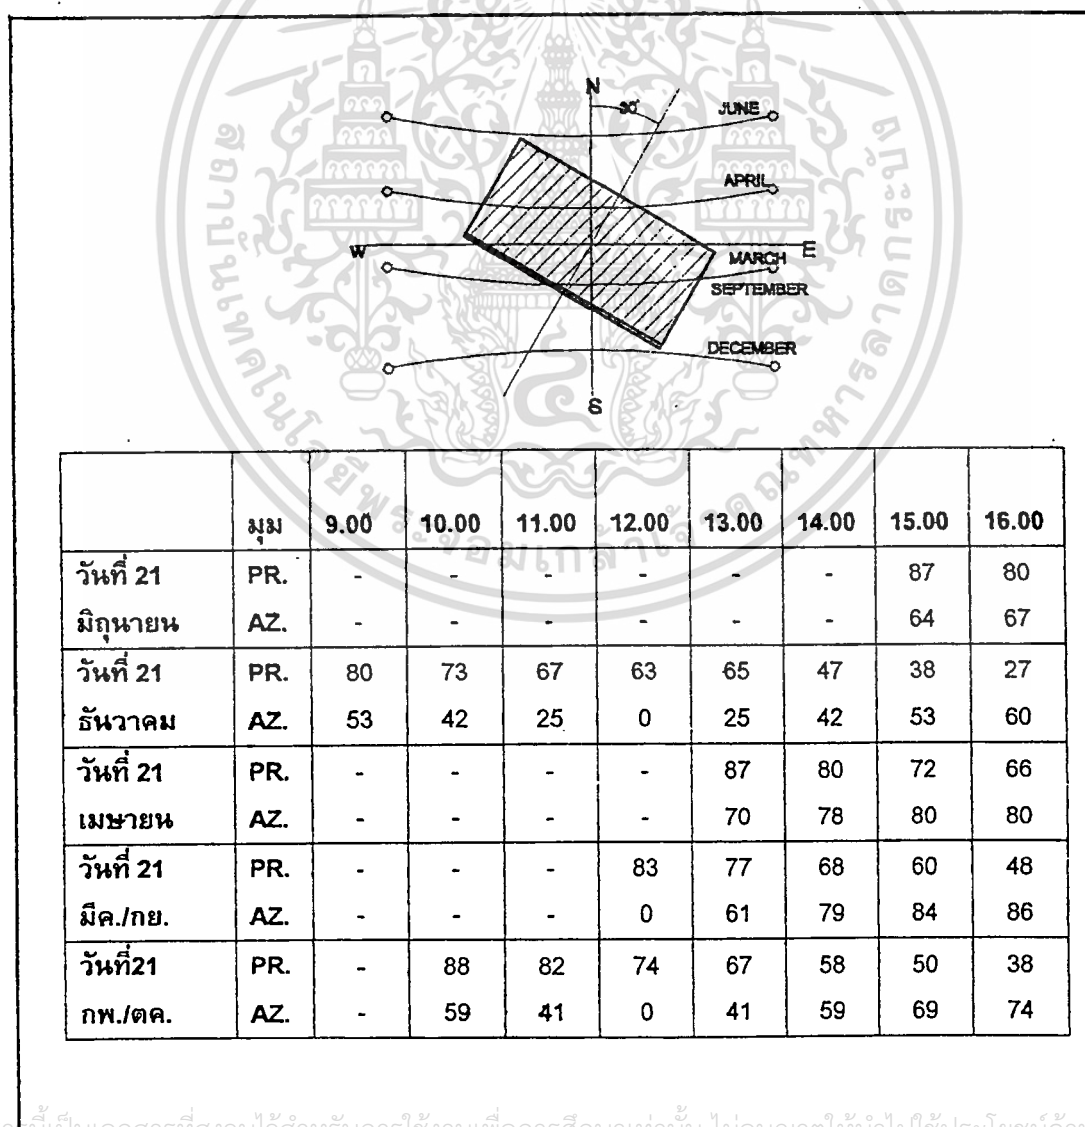 N
30°
JUNE
APRIL
W
E
MARCH
SEPTEMBER
DECEMBER
S
มุม 9.00 10.00 11.00 12.00 13.00 14.00 15.00 16.00
วันที่ 21 PR. - - - - - - 87 80
มิถุนายน AZ. - - - - - - 64 67
วันที่ 21 PR. 80 73 67 63 65 47 38 27
ธันวาคม AZ. 53 42 25 0 25 42 53 60
วันที่ 21 PR. - - - - 87 80 72 66
เมษายน AZ. - - - - 70 78 80 80
วันที่ 21 PR. - - - 83 77 68 60 48
มีค./กย. AZ. - - - 0 61 79 84 86
วันที่21 PR. - 88 82 74 67 58 50 38
กพ./ตค. AZ. - 59 41 0 41 59 69 74